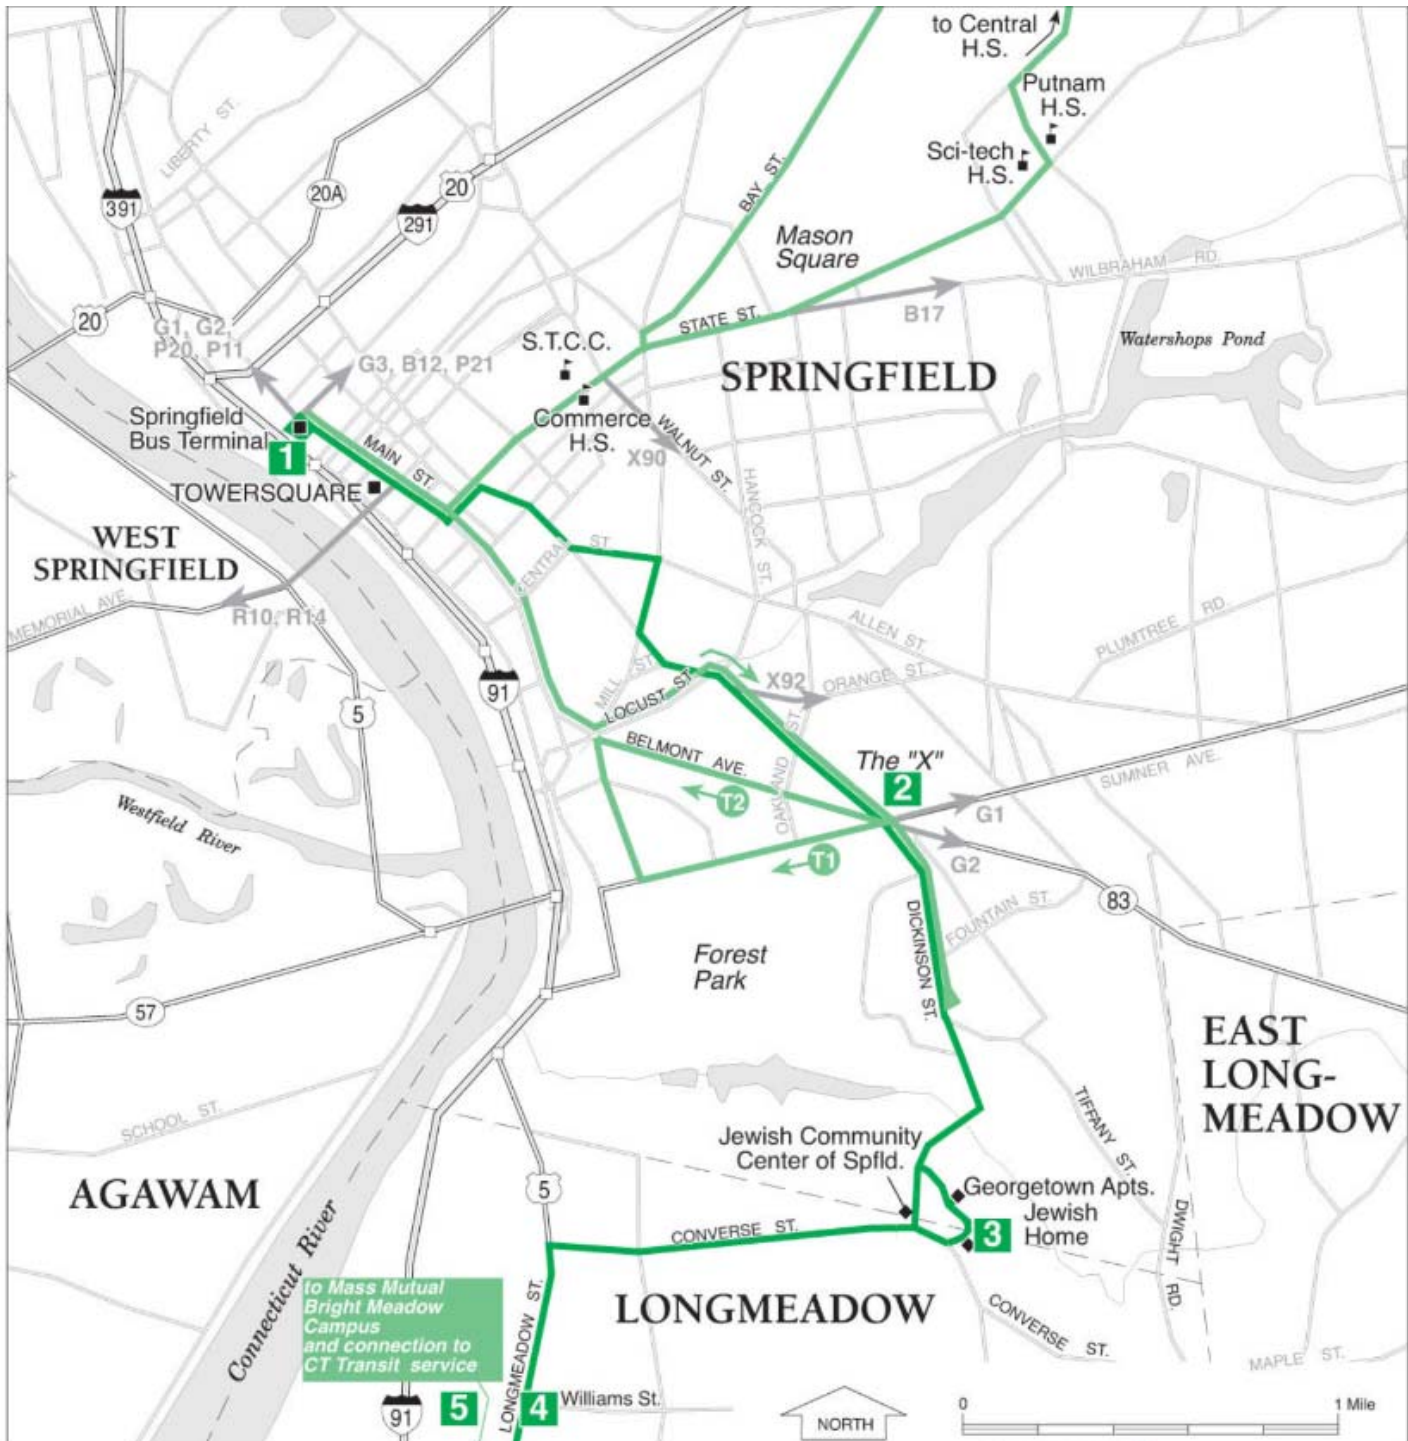 to Central
H.S.
Putnam
H.S.
Sci-tech
H.S.
LIBERTY ST.
391
20A
20
291
BAY ST.
Mason
Square
WILBRAHAM RD.
B17
STATE ST.
Watershops Pond
20
G1, G2,
P20, P11
G3, B12, P21
S.T.C.C.
SPRINGFIELD
Springfield
Bus Terminal
1
MAIN ST.
Commerce
H.S.
WALNUT ST.
X90
TOWERSQUARE
HANCOCK ST.
WEST
SPRINGFIELD
CENTRAL ST.
MEMORIAL AVE.
R10, R14
ALLEN ST.
PLUMTREE RD.
MILL ST.
X92
ORANGE ST.
91
5
LOCUST ST.
BELMONT AVE.
OAKLAND ST.
The "X"
2
SUMNER AVE.
Westfield
River
T2
G1
T1
G2
83
FOUNTAIN ST.
DICKINSON ST.
Forest
Park
57
EAST
LONG-
MEADOW
SCHOOL ST.
TIFFANY ST.
Jewish Community
Center of Spfld.
AGAWAM
5
Georgetown Apts.
Jewish
Home
3
DWIGHT RD.
CONVERSE ST.
Connecticut River
to Mass Mutual
Bright Meadow
Campus
and connection to
CT Transit service
LONGMEADOW ST.
LONGMEADOW
CONVERSE ST.
MAPLE ST.
91
5
4
Williams St.
NORTH
0
1 Mile